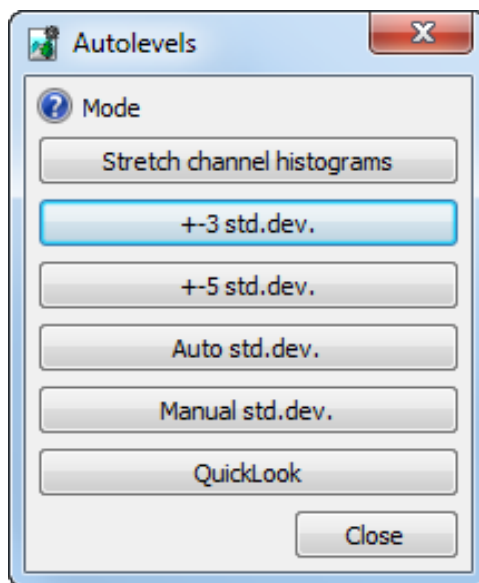 Autolevels
Mode
Stretch channel histograms
+-3 std.dev.
+-5 std.dev.
Auto std.dev.
Manual std.dev.
QuickLook
Close